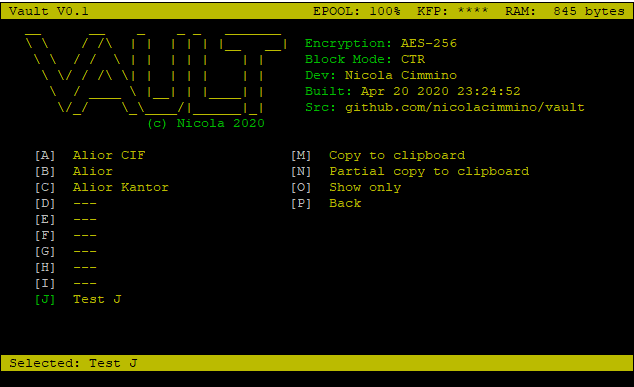 Vault V0.1 EPOOL: 100% KFP: **** RAM: 845 bytes
VAULT
Encryption: AES-256
Block Mode: CTR
Dev: Nicola Cimmino
Built: Apr 20 2020 23:24:52
Src: github.com/nicolacimmino/vault
(c) Nicola 2020
[A] Alior CIF [M] Copy to clipboard
[B] Alior [N] Partial copy to clipboard
[C] Alior Kantor [O] Show only
[D] --- [P] Back
[E] ---
[F] ---
[G] ---
[H] ---
[I] ---
[J] Test J
Selected: Test J